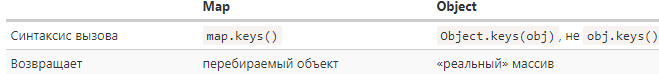 Map Object
Синтаксис вызова map.keys() Object.keys(obj), не obj.keys()
Возвращает перебираемый объект «реальный» массив